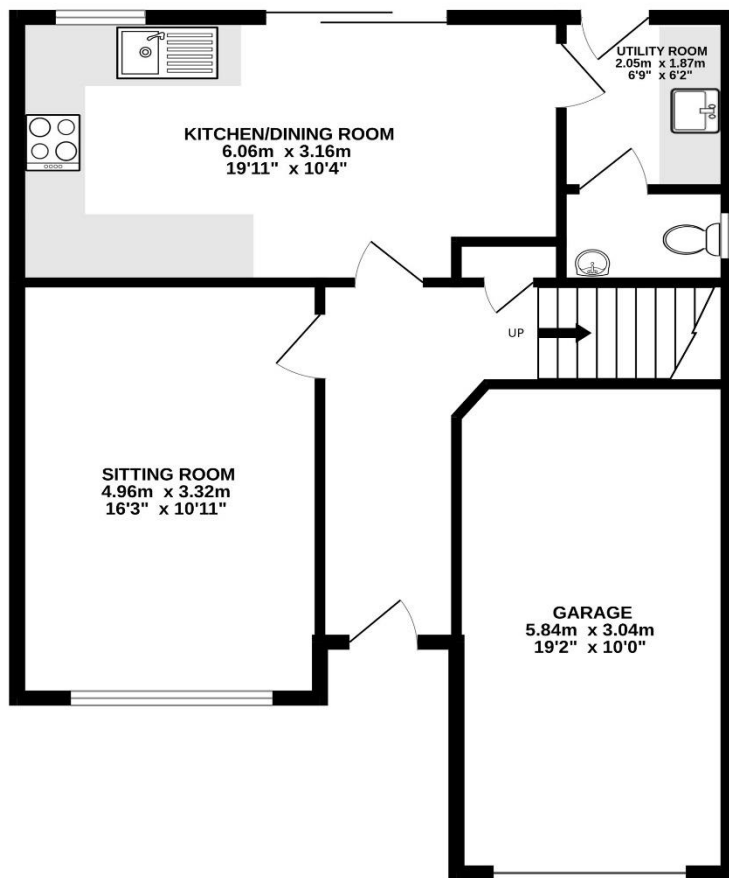 UTILITY ROOM
2.05m x 1.87m
6'9" x 6'2"
KITCHEN/DINING ROOM
6.06m x 3.16m
19'11" x 10'4"
UP
SITTING ROOM
4.96m x 3.32m
16'3" x 10'11"
GARAGE
5.84m x 3.04m
19'2" x 10'0"